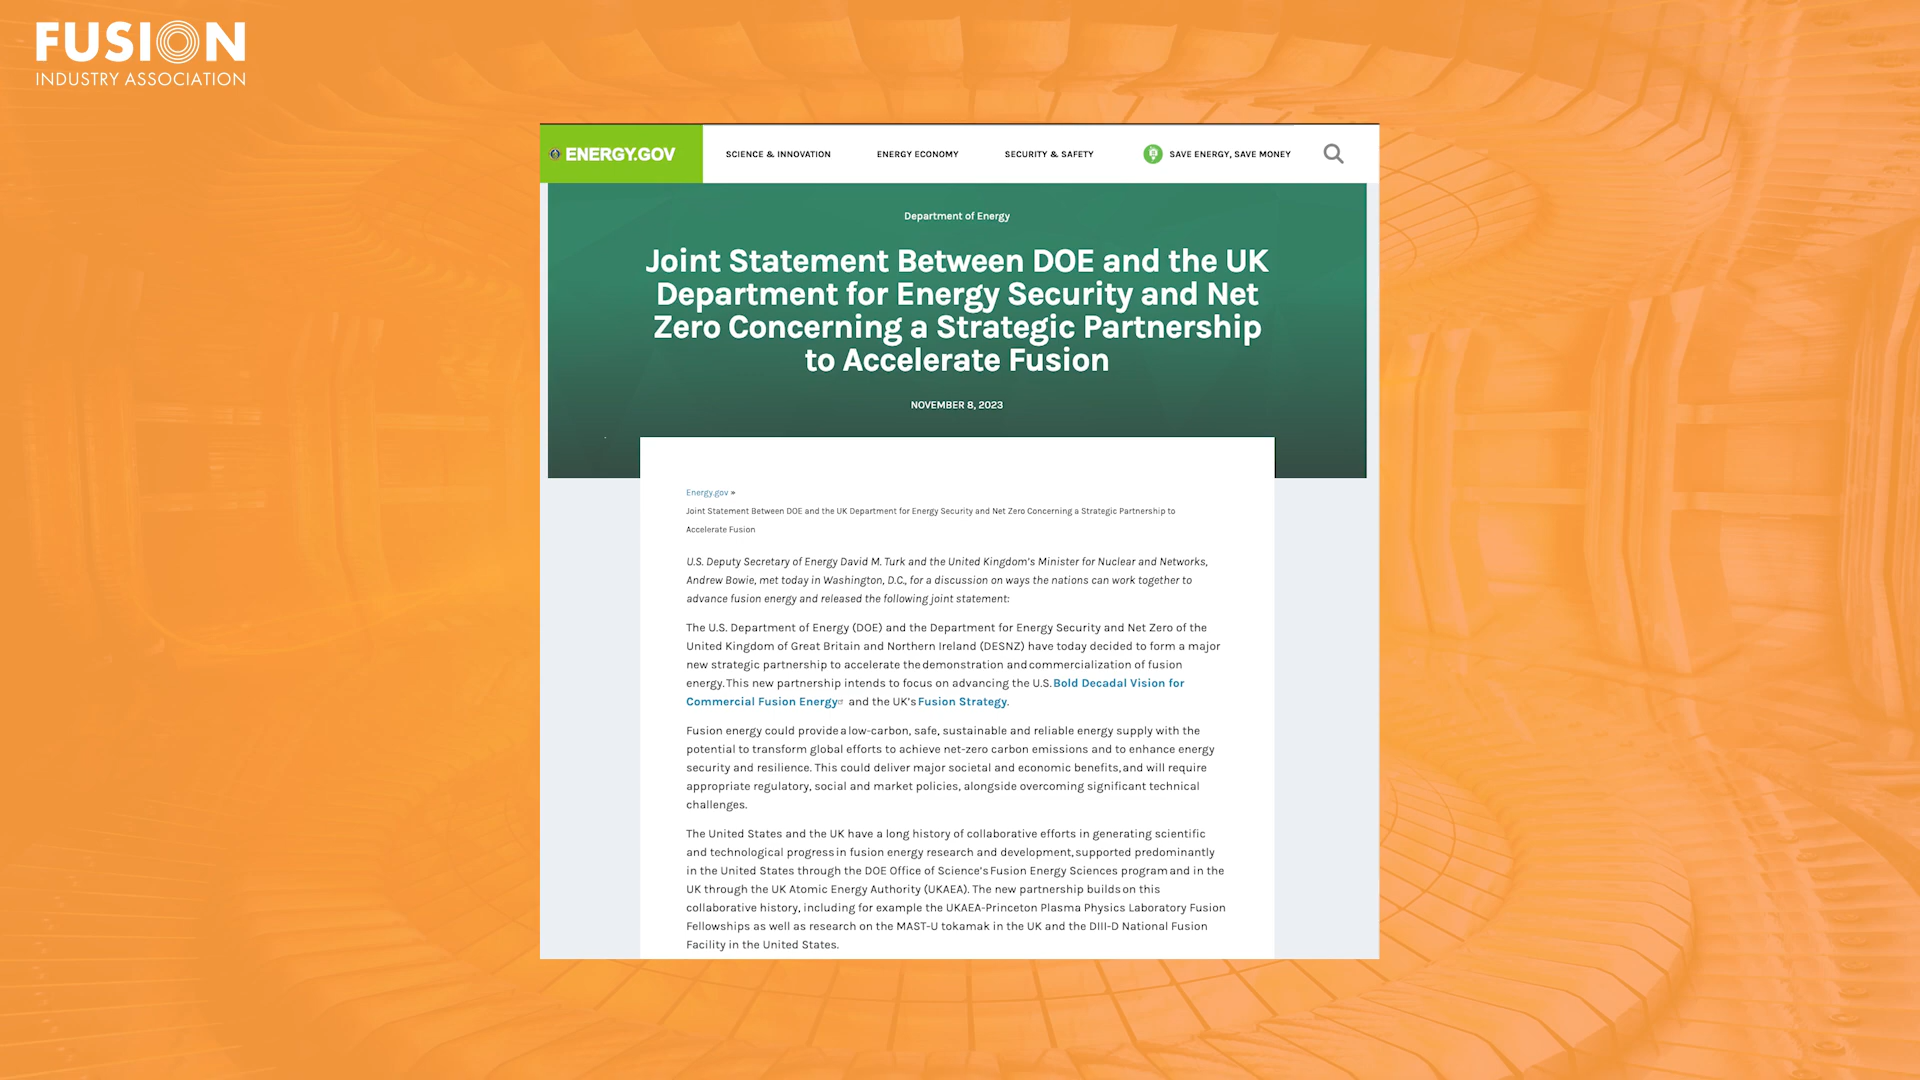 FUSION
INDUSTRY ASSOCIATION
ENERGY.GOV
SCIENCE & INNOVATION
ENERGY ECONOMY
SECURITY & SAFETY
SAVE ENERGY, SAVE MONEY
Department of Energy
Joint Statement Between DOE and the UK
Department for Energy Security and Net
Zero Concerning a Strategic Partnership
to Accelerate Fusion
NOVEMBER 8, 2023
Energy.gov »
Joint Statement Between DOE and the UK Department for Energy Security and Net Zero Concerning a Strategic Partnership to
Accelerate Fusion
U.S. Deputy Secretary of Energy David M. Turk and the United Kingdom's Minister for Nuclear and Networks,
Andrew Bowie, met today in Washington, D.C., for a discussion on ways the nations can work together to
advance fusion energy and released the following joint statement:
The U.S. Department of Energy (DOE) and the Department for Energy Security and Net Zero of the
United Kingdom of Great Britain and Northern Ireland (DESNZ) have today decided to form a major
new strategic partnership to accelerate the demonstration and commercialization of fusion
energy. This new partnership intends to focus on advancing the U.S. Bold Decadal Vision for
Commercial Fusion Energy and the UK's Fusion Strategy.
Fusion energy could provide a low-carbon, safe, sustainable and reliable energy supply with the
potential to transform global efforts to achieve net-zero carbon emissions and to enhance energy
security and resilience. This could deliver major societal and economic benefits, and will require
appropriate regulatory, social and market policies, alongside overcoming significant technical
challenges.
The United States and the UK have a long history of collaborative efforts in generating scientific
and technological progress in fusion energy research and development, supported predominantly
in the United States through the DOE Office of Science's Fusion Energy Sciences program and in the
UK through the UK Atomic Energy Authority (UKAEA). The new partnership builds on this
collaborative history, including for example the UKAEA-Princeton Plasma Physics Laboratory Fusion
Fellowships as well as research on the MAST-U tokamak in the UK and the DIII-D National Fusion
Facility in the United States.